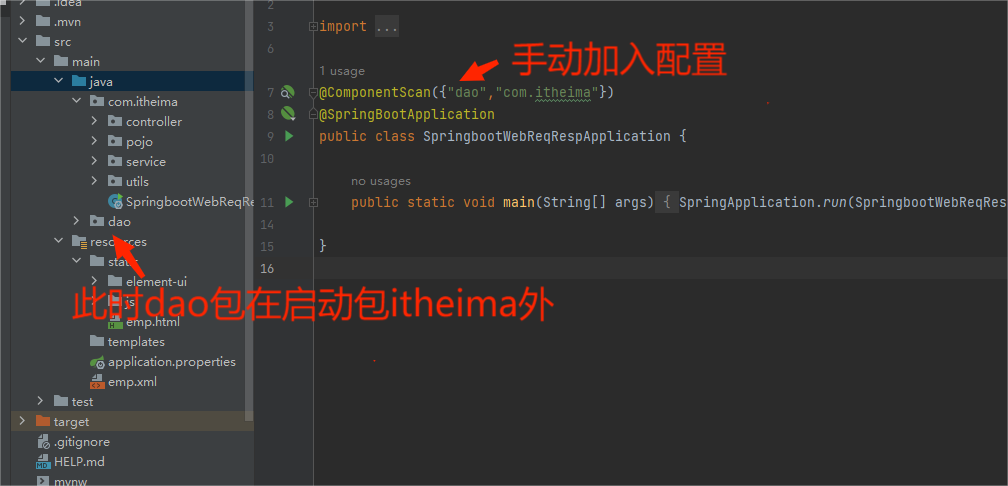 .idea
.mvn
src
main
java
com.itheima
controller
pojo
service
utils
SpringbootWebReqRe
dao
resources
static
element-ui
js
emp.html
templates
application.properties
emp.xml
test
target
.gitignore
HELP.md
mvnw
2
3 import ...
6
1 usage
7 @ComponentScan({"dao","com.itheima"})
8 @SpringBootApplication
9 public class SpringbootWebReqRespApplication {
10
no usages
11 public static void main(String[] args) { SpringApplication.run(SpringbootWebReqRes
14
15 }
16
手动加入配置
此时dao包在启动包itheima外